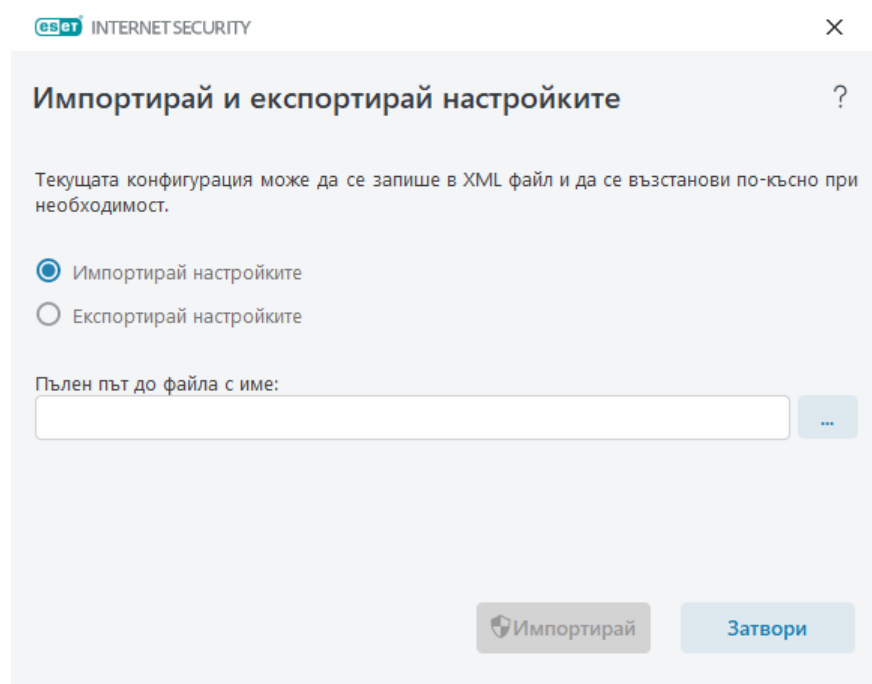 eset INTERNET SECURITY
Импортирай и експортирай настройките
?
Текущата конфигурация може да се запише в XML файл и да се възстанови по-късно при
необходимост.
Импортирай настройките
Експортирай настройките
Пълен път до файла с име:
...
Импортирай
Затвори